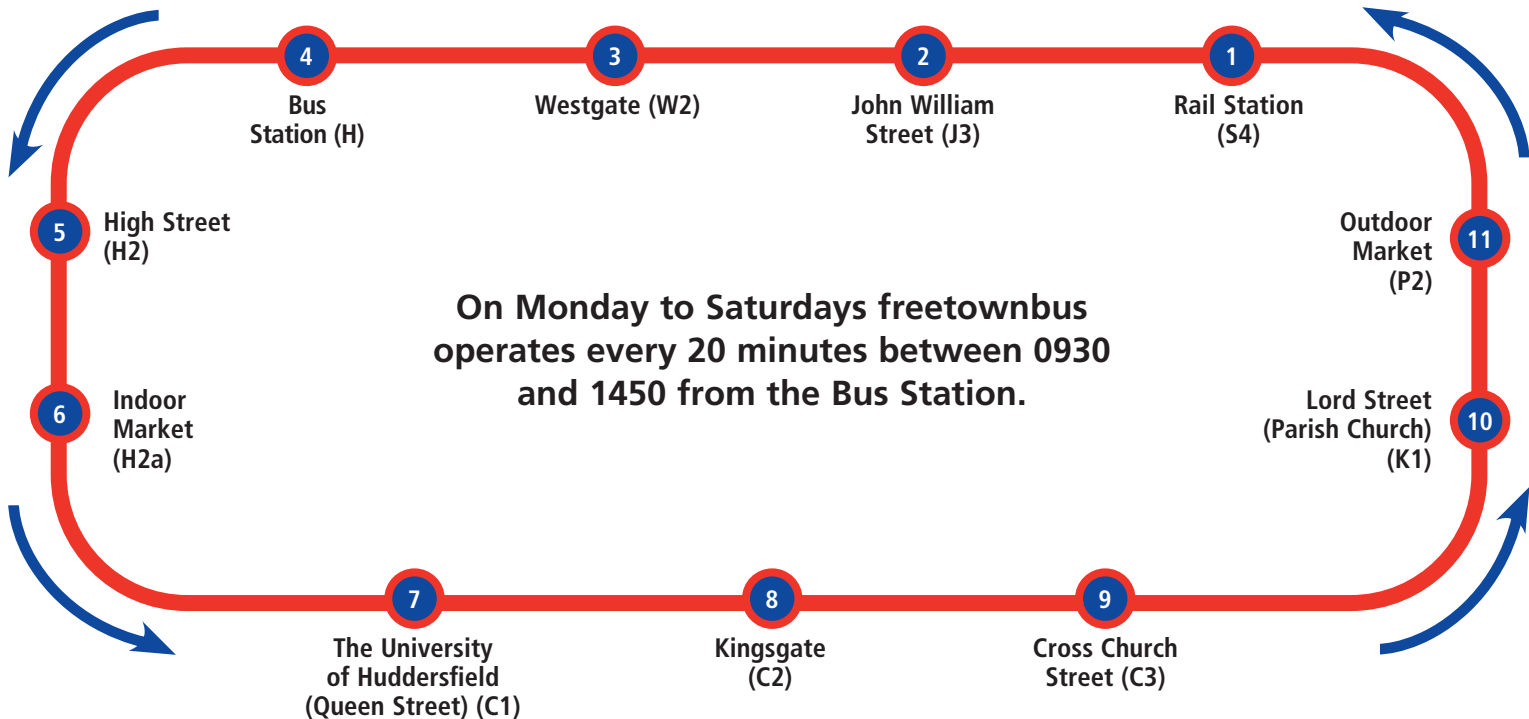 4
3
2
1
Bus
Station (H)
Westgate (W2)
John William
Street (J3)
Rail Station
(S4)
5
High Street
(H2)
Outdoor
Market
(P2)
11
On Monday to Saturdays freetownbus
operates every 20 minutes between 0930
and 1450 from the Bus Station.
6
Indoor
Market
(H2a)
Lord Street
(Parish Church)
(K1)
10
7
8
9
The University
of Huddersfield
(Queen Street) (C1)
Kingsgate
(C2)
Cross Church
Street (C3)